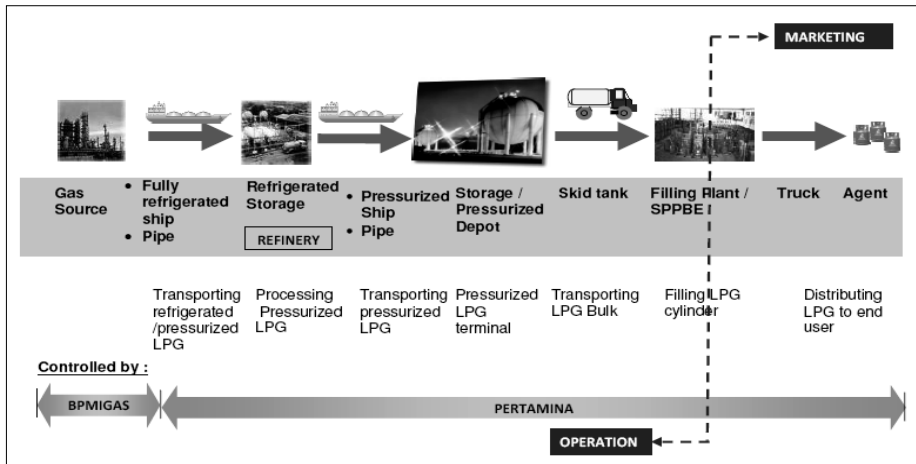 MARKETING
Gas
Source
• Fully
refrigerated
ship
• Pipe
Refrigerated
Storage
REFINERY
• Pressurized
Ship
• Pipe
Storage /
Pressurized
Depot
Skid tank
Filling Plant /
SPPBE
Truck
Agent
Transporting
refrigerated
/pressurized
LPG
Processing
Pressurized
LPG
Transporting
pressurized
LPG
Pressurized
LPG
terminal
Transporting
LPG Bulk
Filling LPG
cylinder
Distributing
LPG to end
user
Controlled by :
BPMIGAS
PERTAMINA
OPERATION